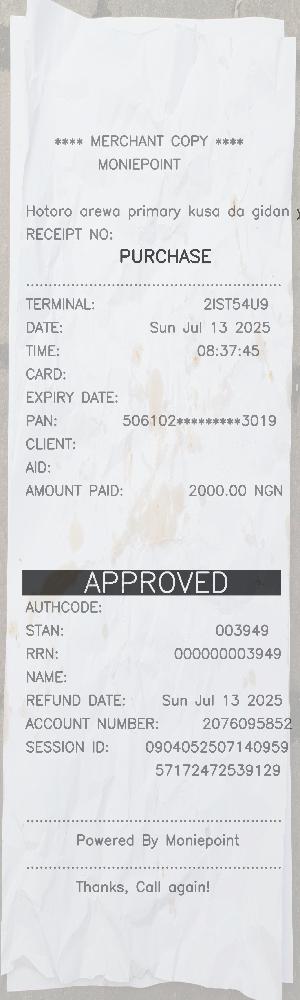 **** MERCHANT COPY ****
MONIEPOINT
Hotoro arewa primary kusa da gidan
RECEIPT NO:
PURCHASE
TERMINAL: 2IST54U9
DATE: Sun Jul 13 2025
TIME: 08:37:45
CARD:
EXPIRY DATE:
PAN: 506102*********3019
CLIENT:
AID:
AMOUNT PAID: 2000.00 NGN
APPROVED
AUTHCODE:
STAN: 003949
RRN: 000000003949
NAME:
REFUND DATE: Sun Jul 13 2025
ACCOUNT NUMBER: 2076095852
SESSION ID: 0904052507140959
57172472539129
Powered By Moniepoint
Thanks, Call again!